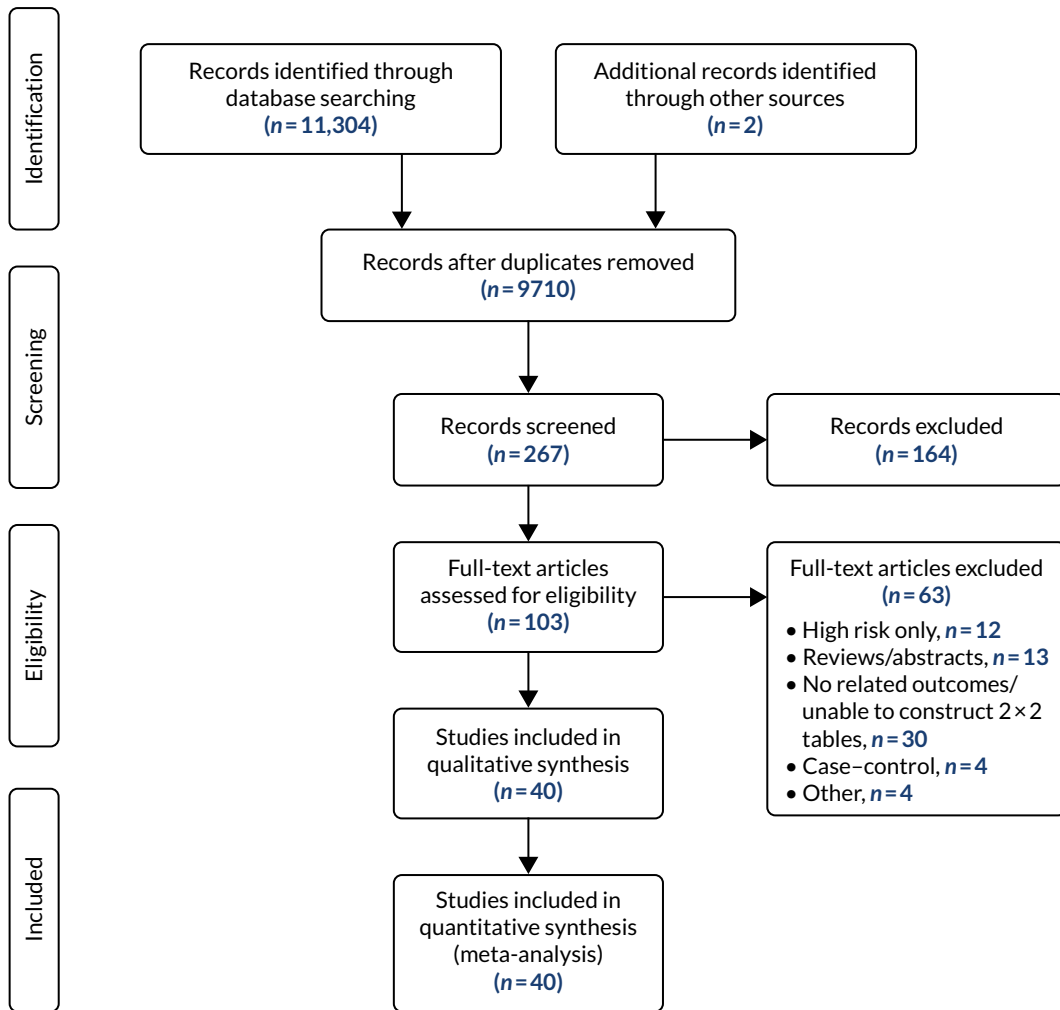 Identification
Records identified through
database searching
(n = 11,304)
Additional records identified
through other sources
(n = 2)
Records after duplicates removed
(n = 9710)
Screening
Records screened
(n = 267)
Records excluded
(n = 164)
Eligibility
Full-text articles
assessed for eligibility
(n = 103)
Full-text articles excluded
(n = 63)
• High risk only, n = 12
• Reviews/abstracts, n = 13
• No related outcomes/
unable to construct 2 × 2
tables, n = 30
• Case–control, n = 4
• Other, n = 4
Studies included in
qualitative synthesis
(n = 40)
Included
Studies included in
quantitative synthesis
(meta-analysis)
(n = 40)